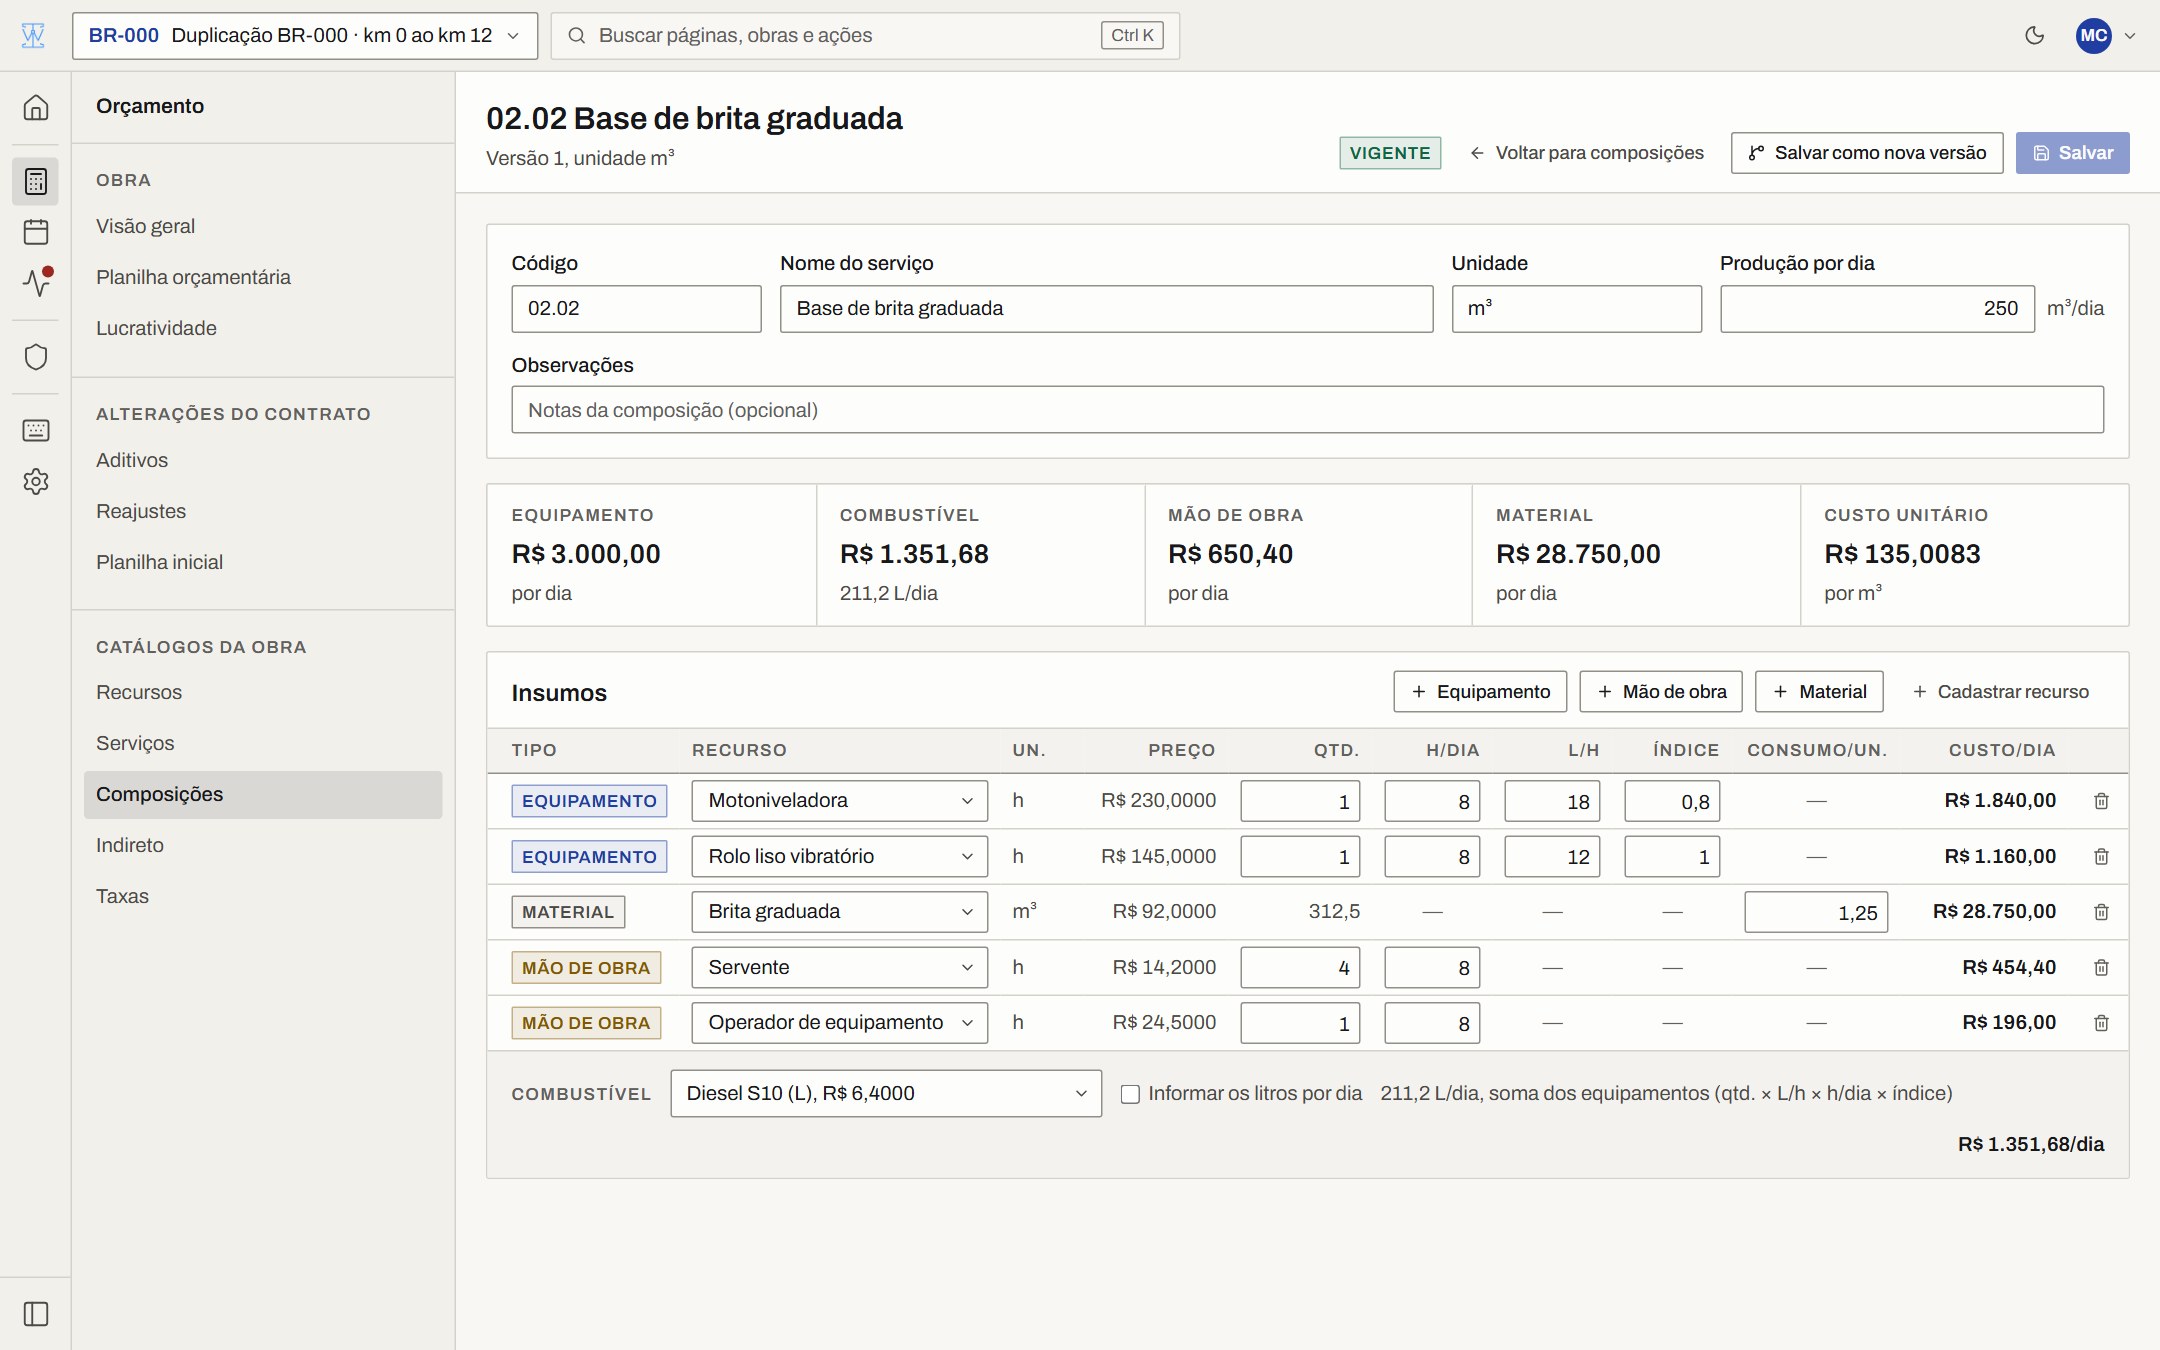 BR-000 Duplicação BR-000 · km 0 ao km 12
Buscar páginas, obras e ações
Ctrl K
MC
Orçamento
OBRA
Visão geral
Planilha orçamentária
Lucratividade
ALTERAÇÕES DO CONTRATO
Aditivos
Reajustes
Planilha inicial
CATÁLOGOS DA OBRA
Recursos
Serviços
Composições
Indireto
Taxas
02.02 Base de brita graduada
Versão 1, unidade m³
VIGENTE
Voltar para composições
Salvar como nova versão
Salvar
Código Nome do serviço Unidade Produção por dia
02.02 Base de brita graduada m³ 250 m³/dia
Observações
Notas da composição (opcional)
EQUIPAMENTO COMBUSTÍVEL MÃO DE OBRA MATERIAL CUSTO UNITÁRIO
R$ 3.000,00 R$ 1.351,68 R$ 650,40 R$ 28.750,00 R$ 135,0083
por dia 211,2 L/dia por dia por dia por m³
Insumos
+ Equipamento + Mão de obra + Material + Cadastrar recurso
TIPO RECURSO UN. PREÇO QTD. H/DIA L/H ÍNDICE CONSUMO/UN. CUSTO/DIA
EQUIPAMENTO Motoniveladora h R$ 230,0000 1 8 18 0,8 — R$ 1.840,00
EQUIPAMENTO Rolo liso vibratório h R$ 145,0000 1 8 12 1 — R$ 1.160,00
MATERIAL Brita graduada m³ R$ 92,0000 312,5 — — — 1,25 R$ 28.750,00
MÃO DE OBRA Servente h R$ 14,2000 4 8 — — — R$ 454,40
MÃO DE OBRA Operador de equipamento h R$ 24,5000 1 8 — — — R$ 196,00
COMBUSTÍVEL Diesel S10 (L), R$ 6,4000 Informar os litros por dia 211,2 L/dia, soma dos equipamentos (qtd. × L/h × h/dia × índice)
R$ 1.351,68/dia